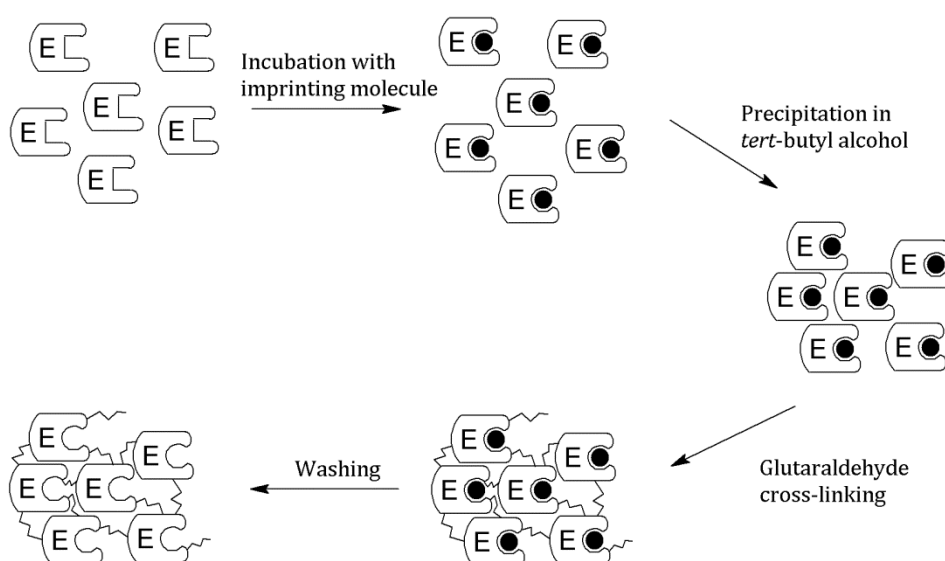 E E
E
E E
E
Incubation with
imprinting molecule
E E
E
E E
E
Precipitation in
tert-butyl alcohol
E
E
E E
E E
Glutaraldehyde
cross-linking
E
E
E E
E E
Washing
E
E
E E
E E